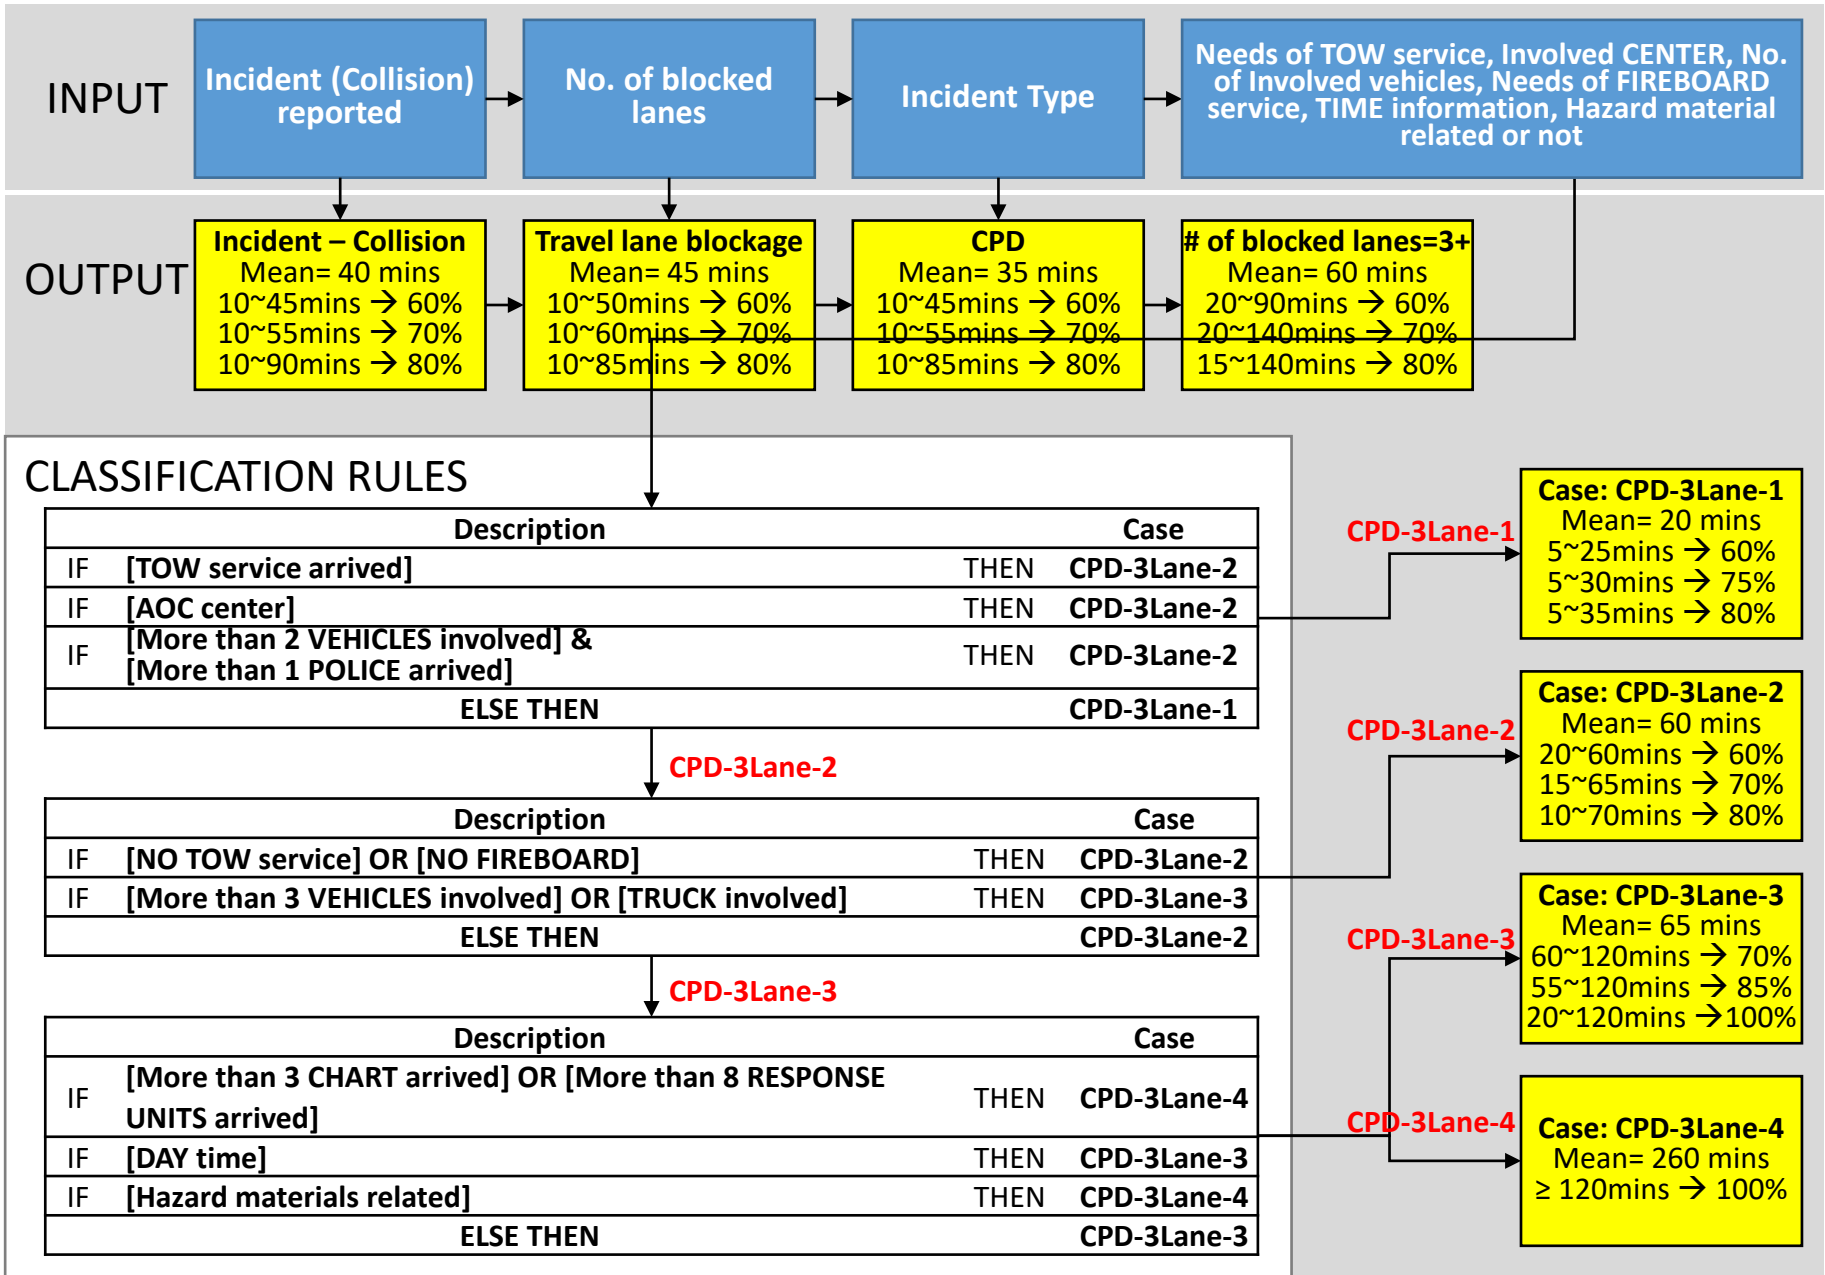 INPUT
Incident (Collision)
reported
No. of blocked
lanes
Incident Type
Needs of TOW service, Involved CENTER, No.
of Involved vehicles, Needs of FIREBOARD
service, TIME information, Hazard material
related or not
OUTPUT
Incident – Collision
Mean= 40 mins
10~45mins → 60%
10~55mins → 70%
10~90mins → 80%
Travel lane blockage
Mean= 45 mins
10~50mins → 60%
10~60mins → 70%
10~85mins → 80%
CPD
Mean= 35 mins
10~45mins → 60%
10~55mins → 70%
10~85mins → 80%
# of blocked lanes=3+
Mean= 60 mins
20~90mins → 60%
20~140mins → 70%
15~140mins → 80%
CLASSIFICATION RULES
Description Case
IF [TOW service arrived] THEN CPD-3Lane-2
IF [AOC center] THEN CPD-3Lane-2
IF [More than 2 VEHICLES involved] &
[More than 1 POLICE arrived] THEN CPD-3Lane-2
ELSE THEN CPD-3Lane-1
CPD-3Lane-2
Description Case
IF [NO TOW service] OR [NO FIREBOARD] THEN CPD-3Lane-2
IF [More than 3 VEHICLES involved] OR [TRUCK involved] THEN CPD-3Lane-3
ELSE THEN CPD-3Lane-2
CPD-3Lane-3
Description Case
IF [More than 3 CHART arrived] OR [More than 8 RESPONSE
UNITS arrived] THEN CPD-3Lane-4
IF [DAY time] THEN CPD-3Lane-3
IF [Hazard materials related] THEN CPD-3Lane-4
ELSE THEN CPD-3Lane-3
CPD-3Lane-1
Case: CPD-3Lane-1
Mean= 20 mins
5~25mins → 60%
5~30mins → 75%
5~35mins → 80%
CPD-3Lane-2
Case: CPD-3Lane-2
Mean= 60 mins
20~60mins → 60%
15~65mins → 70%
10~70mins → 80%
CPD-3Lane-3
Case: CPD-3Lane-3
Mean= 65 mins
60~120mins → 70%
55~120mins → 85%
20~120mins →100%
CPD-3Lane-4
Case: CPD-3Lane-4
Mean= 260 mins
≥ 120mins → 100%